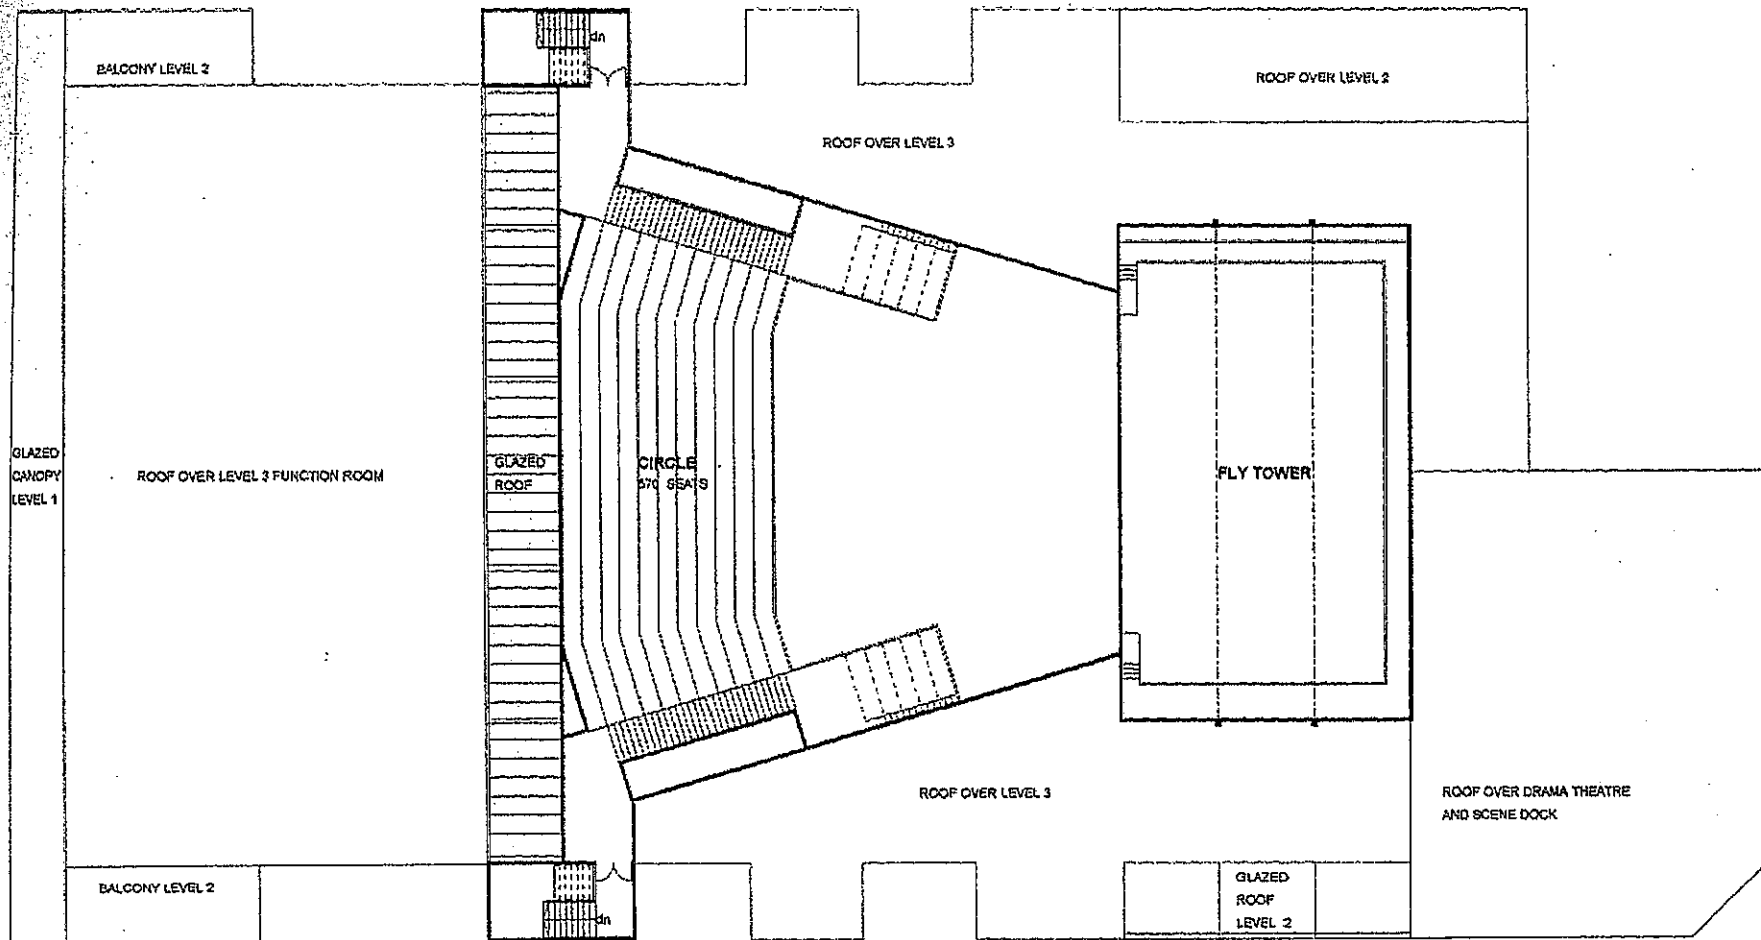 dn
BALCONY LEVEL 2
ROOF OVER LEVEL 2
ROOF OVER LEVEL 3
GLAZED
CANOPY
LEVEL 1
ROOF OVER LEVEL 3 FUNCTION ROOM
GLAZED
ROOF
CIRCLE
570 SEATS
FLY TOWER
ROOF OVER LEVEL 3
ROOF OVER DRAMA THEATRE
AND SCENE DOCK
BALCONY LEVEL 2
GLAZED
ROOF
LEVEL 2
dn